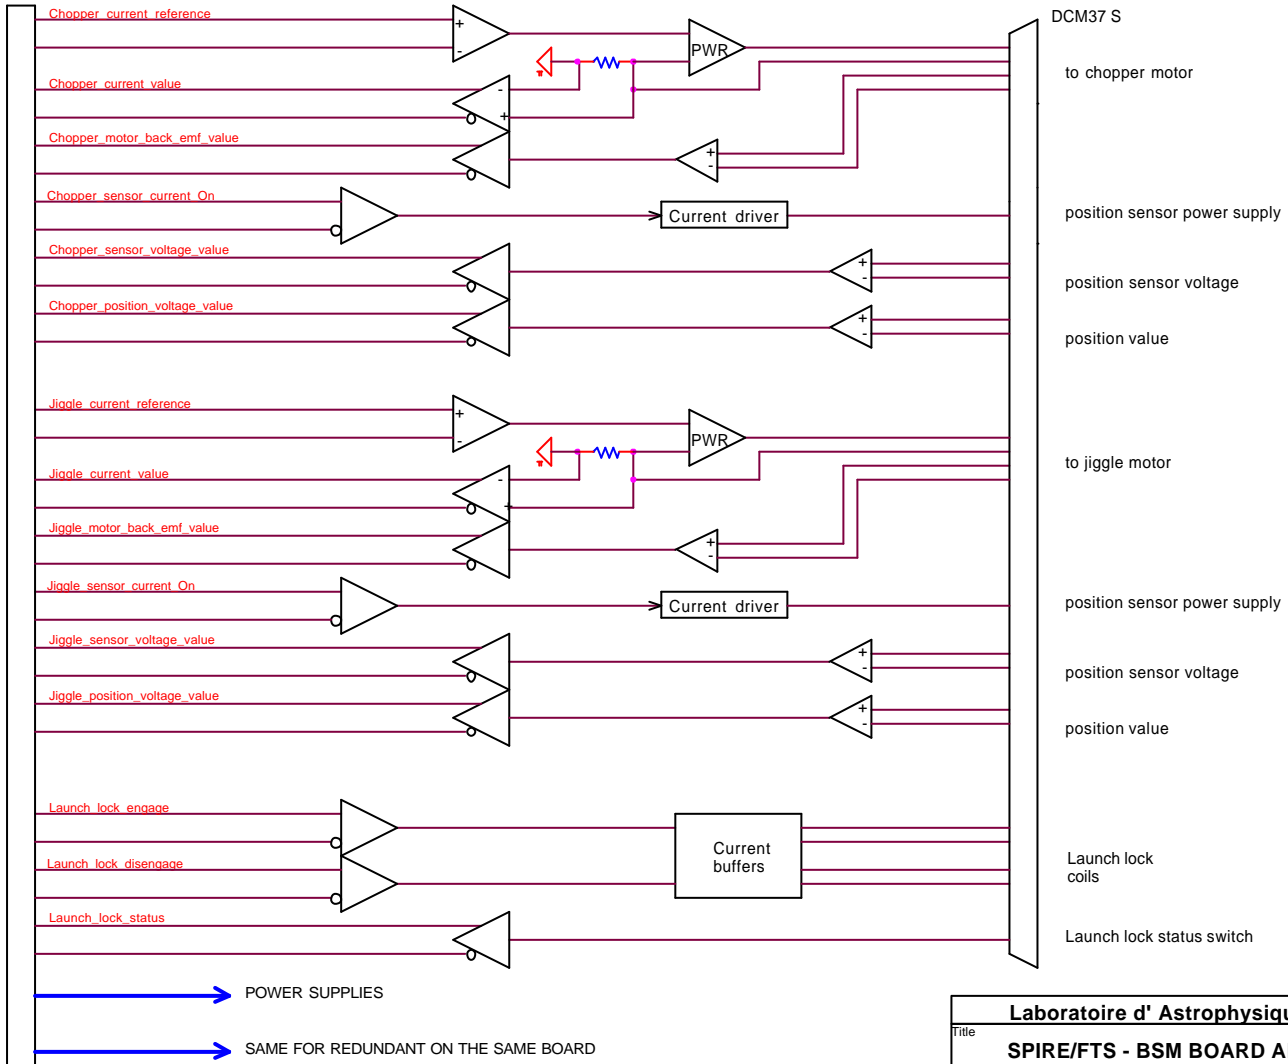 Chopper_current_reference
DCM37 S
+
-
PWR
to chopper motor
Chopper_current_value
-
+
Chopper_motor_back_emf_value
+
-
Chopper_sensor_current_On
Current driver
position sensor power supply
Chopper_sensor_voltage_value
+
-
position sensor voltage
Chopper_position_voltage_value
+
-
position value
Jiggle_current_reference
+
-
PWR
to jiggle motor
Jiggle_current_value
-
+
Jiggle_motor_back_emf_value
+
-
Jiggle_sensor_current_On
Current driver
position sensor power supply
Jiggle_sensor_voltage_value
+
-
position sensor voltage
Jiggle_position_voltage_value
+
-
position value
Launch_lock_engage
Current
buffers
Launch_lock_disengage
Launch lock
coils
Launch_lock_status
Launch lock status switch
POWER SUPPLIES
SAME FOR REDUNDANT ON THE SAME BOARD
Laboratoire d' Astrophysiqu
Title
SPIRE/FTS - BSM BOARD A